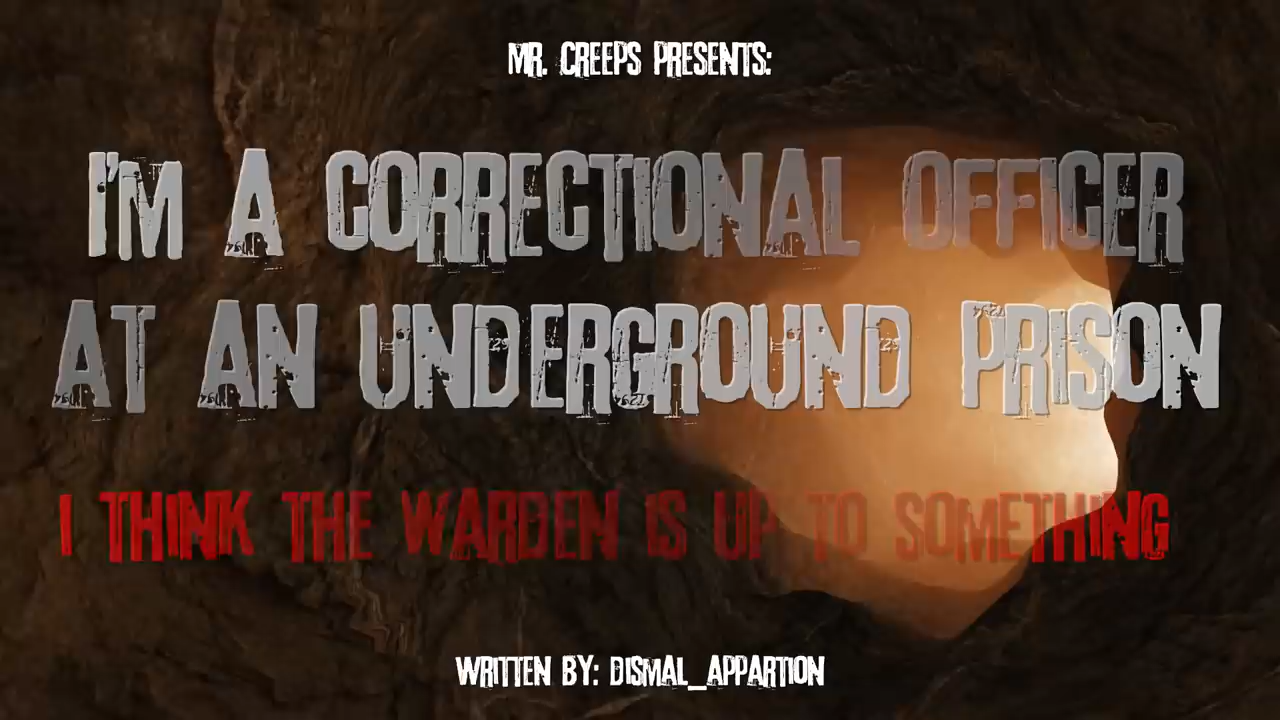 MR. CREEPS PRESENTS:
I'M A CORRECTIONAL OFFICER
AT AN UNDERGROUND PRISON
I THINK THE WARDEN IS UP TO SOMETHING
WRITTEN BY: DISMAL_APPARTION